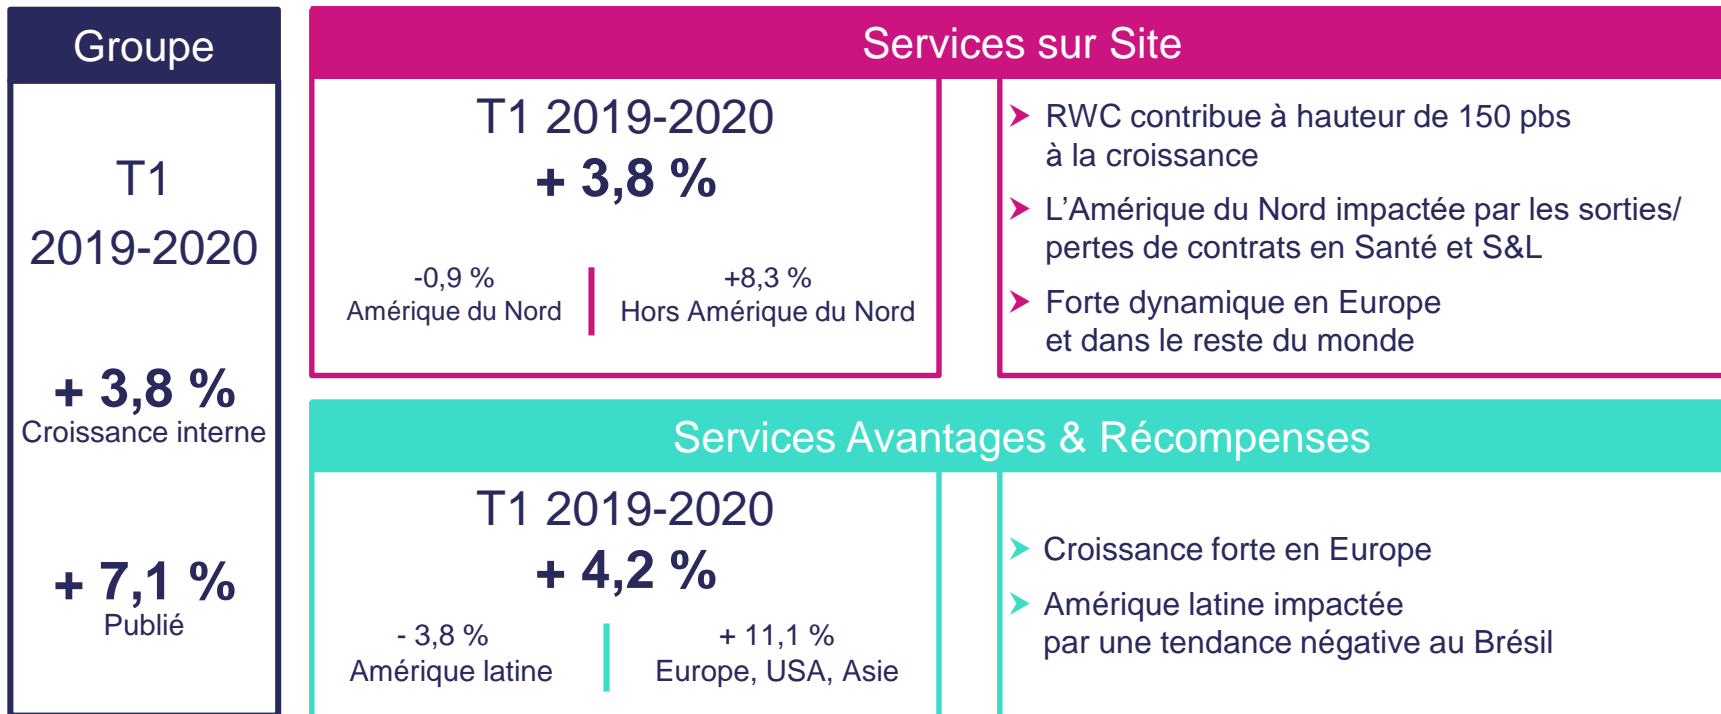 Groupe
T1
2019-2020
+ 3,8 %
Croissance interne
+ 7,1 %
Publié
Services sur Site
T1 2019-2020
+ 3,8 %
-0,9 %
Amérique du Nord
+8,3 %
Hors Amérique du Nord
RWC contribue à hauteur de 150 pbs
à la croissance
L’Amérique du Nord impactée par les sorties/
pertes de contrats en Santé et S&L
Forte dynamique en Europe
et dans le reste du monde
Services Avantages & Récompenses
T1 2019-2020
+ 4,2 %
- 3,8 %
Amérique latine
+ 11,1 %
Europe, USA, Asie
Croissance forte en Europe
Amérique latine impactée
par une tendance négative au Brésil